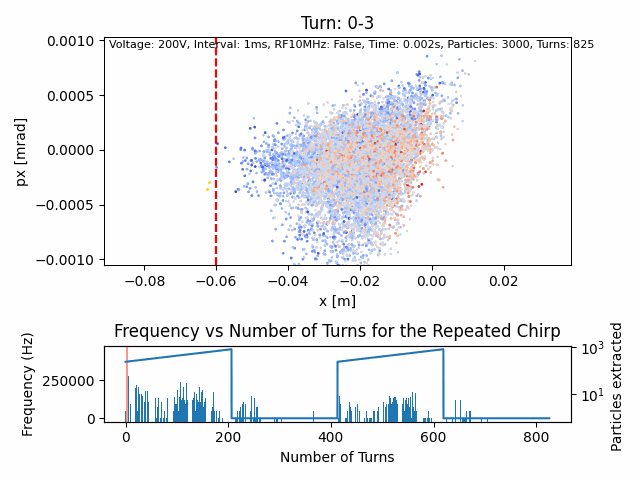 Turn: 0-3
Voltage: 200V, Interval: 1ms, RF10MHz: False, Time: 0.002s, Particles: 3000, Turns: 825
px [mrad]
0.0010
0.0005
0.0000
−0.0005
−0.0010
−0.08 −0.06 −0.04 −0.02 0.00 0.02
x [m]
Frequency vs Number of Turns for the Repeated Chirp
Frequency (Hz)
250000
0
10³
10¹
Particles extracted
0 200 400 600 800
Number of Turns